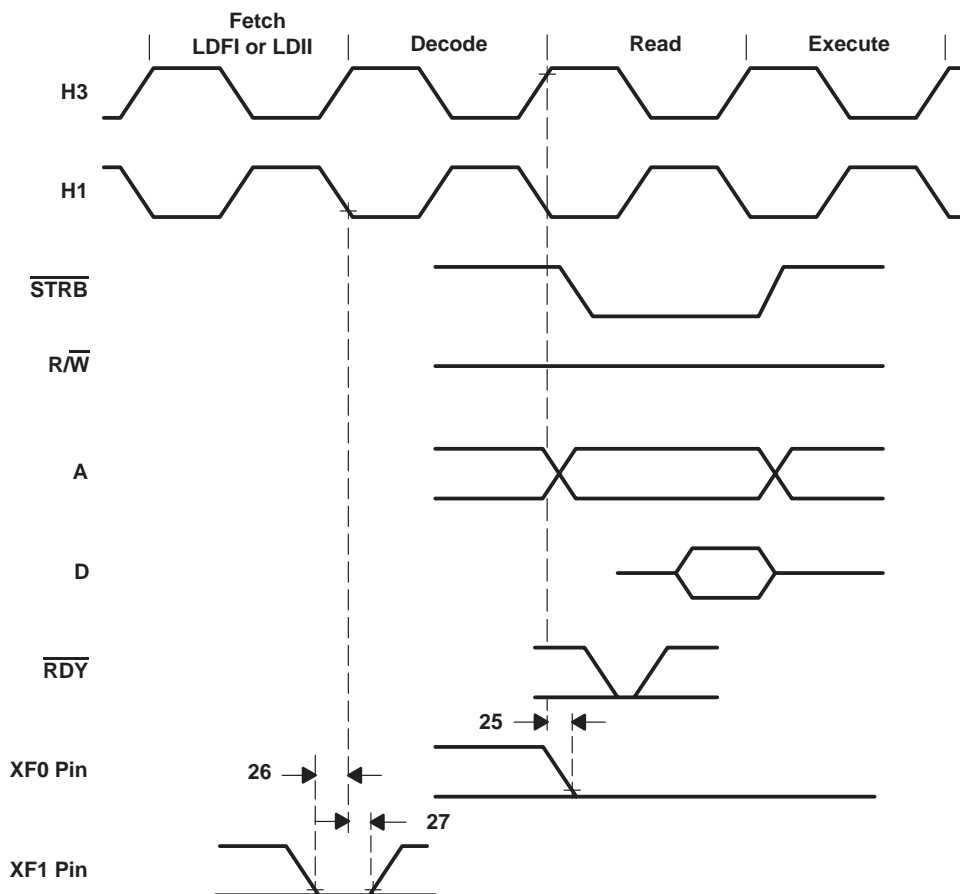 Fetch
LDFI or LDII
Decode
Read
Execute
H3
H1
STRB
R/W
A
D
RDY
25
XF0 Pin
26
27
XF1 Pin